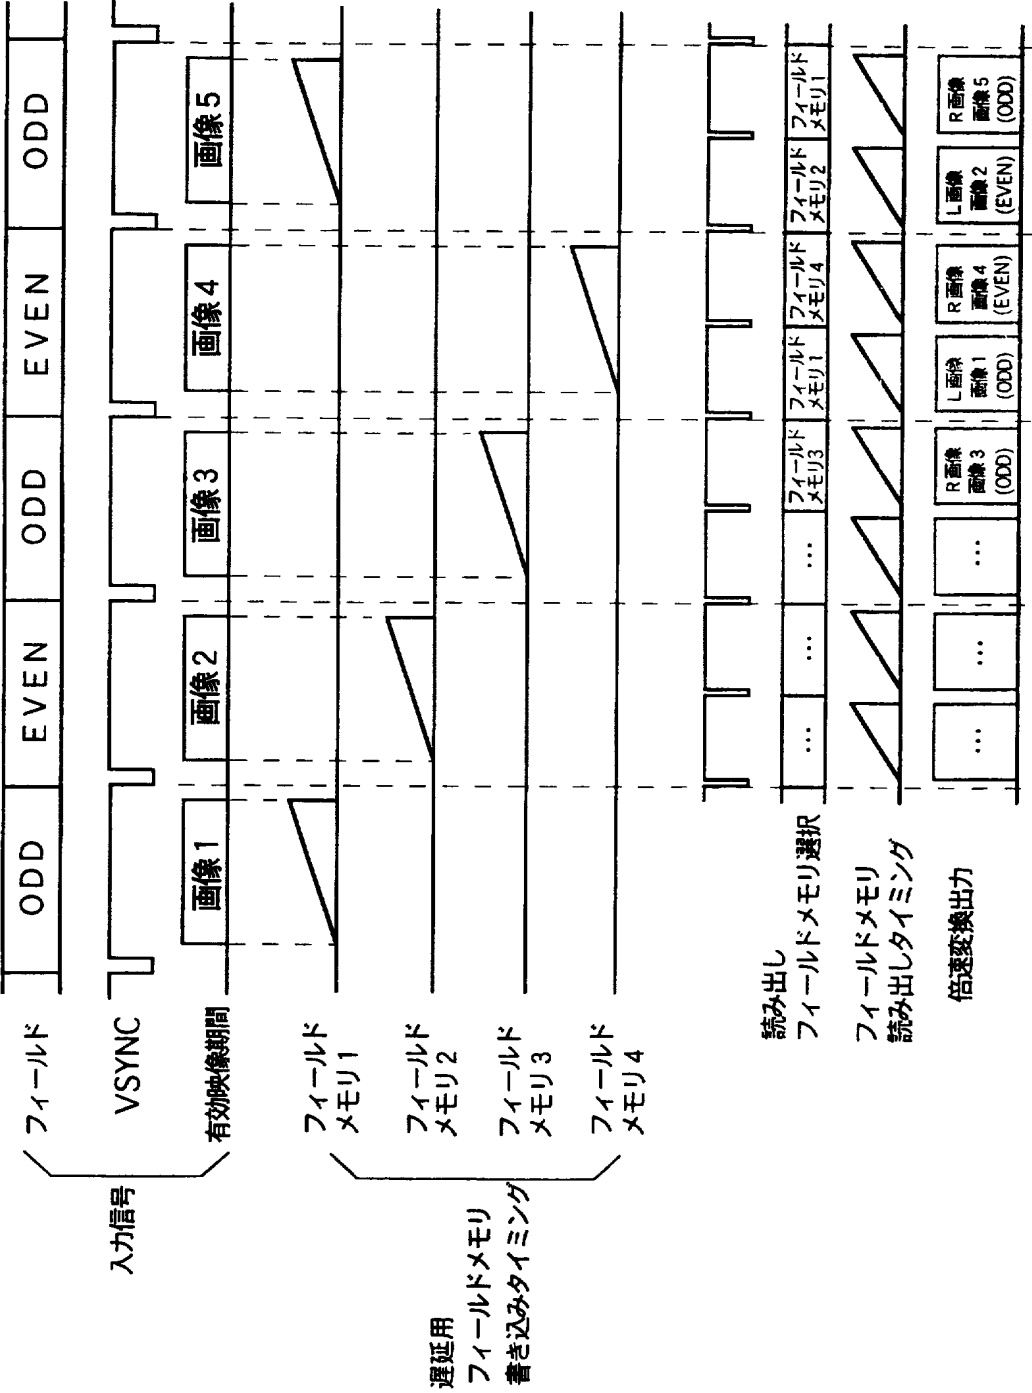 入力信号
フィールド
ODD
EVEN
ODD
EVEN
ODD
VSYNC
有効映像期間
画像1
画像2
画像3
画像4
画像5
遅延用
フィールドメモリ
書き込みタイミング
フィールド
メモリ1
フィールド
メモリ2
フィールド
メモリ3
フィールド
メモリ4
読み出し
フィールドメモリ選択
...
...
...
フィールド
メモリ3
フィールド
メモリ1
フィールド
メモリ4
フィールド
メモリ2
フィールド
メモリ1
フィールドメモリ
読み出しタイミング
倍速変換出力
...
...
...
R画像
画像3
(ODD)
L画像
画像1
(ODD)
R画像
画像4
(EVEN)
L画像
画像2
(EVEN)
R画像
画像5
(ODD)